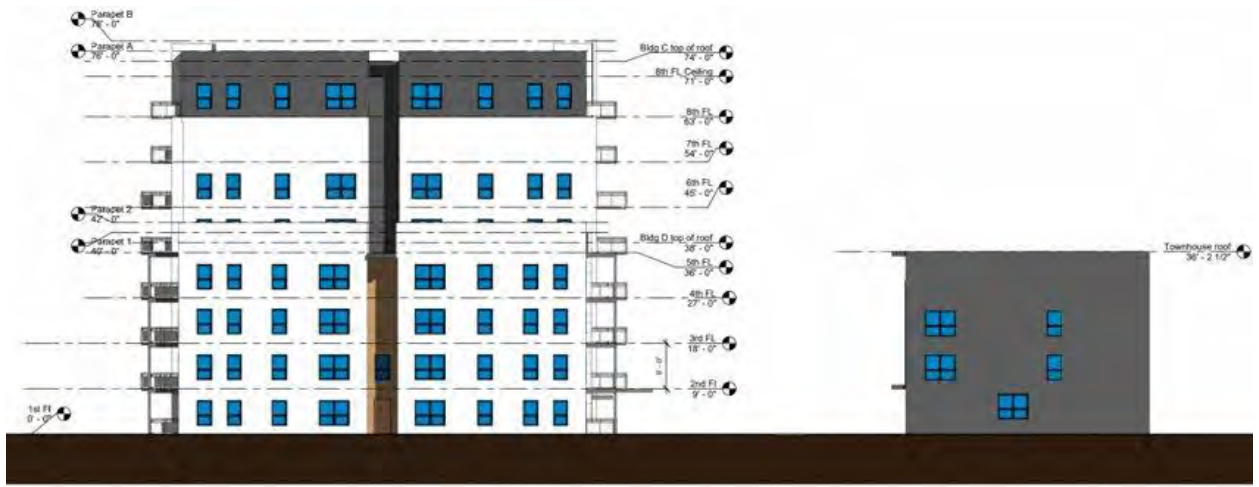 Parapet B
78' - 0"
Parapet A
76' - 0"
Bldg C top of roof
74' - 0"
8th FL Ceiling
71' - 0"
8th FL
63' - 0"
7th FL
54' - 0"
6th FL
45' - 0"
Parapet 2
42' - 0"
Parapet 1
40' - 0"
Bldg D top of roof
38' - 0"
5th FL
36' - 0"
4th FL
27' - 0"
3rd FL
18' - 0"
9' - 0"
2nd Fl
9' - 0"
1st Fl
0' - 0"
Townhouse roof
36' - 2 1/2"